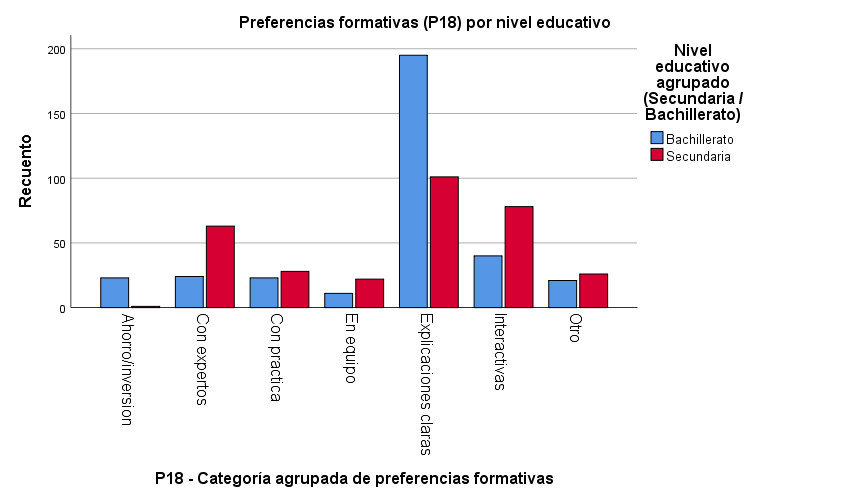 Preferencias formativas (P18) por nivel educativo
200
150
100
50
0
Recuento
Ahorro/inversion
Con expertos
Con practica
En equipo
Explicaciones claras
Interactivas
Otro
P18 - Categoría agrupada de preferencias formativas
Nivel
educativo
agrupado
(Secundaria /
Bachillerato)
Bachillerato
Secundaria